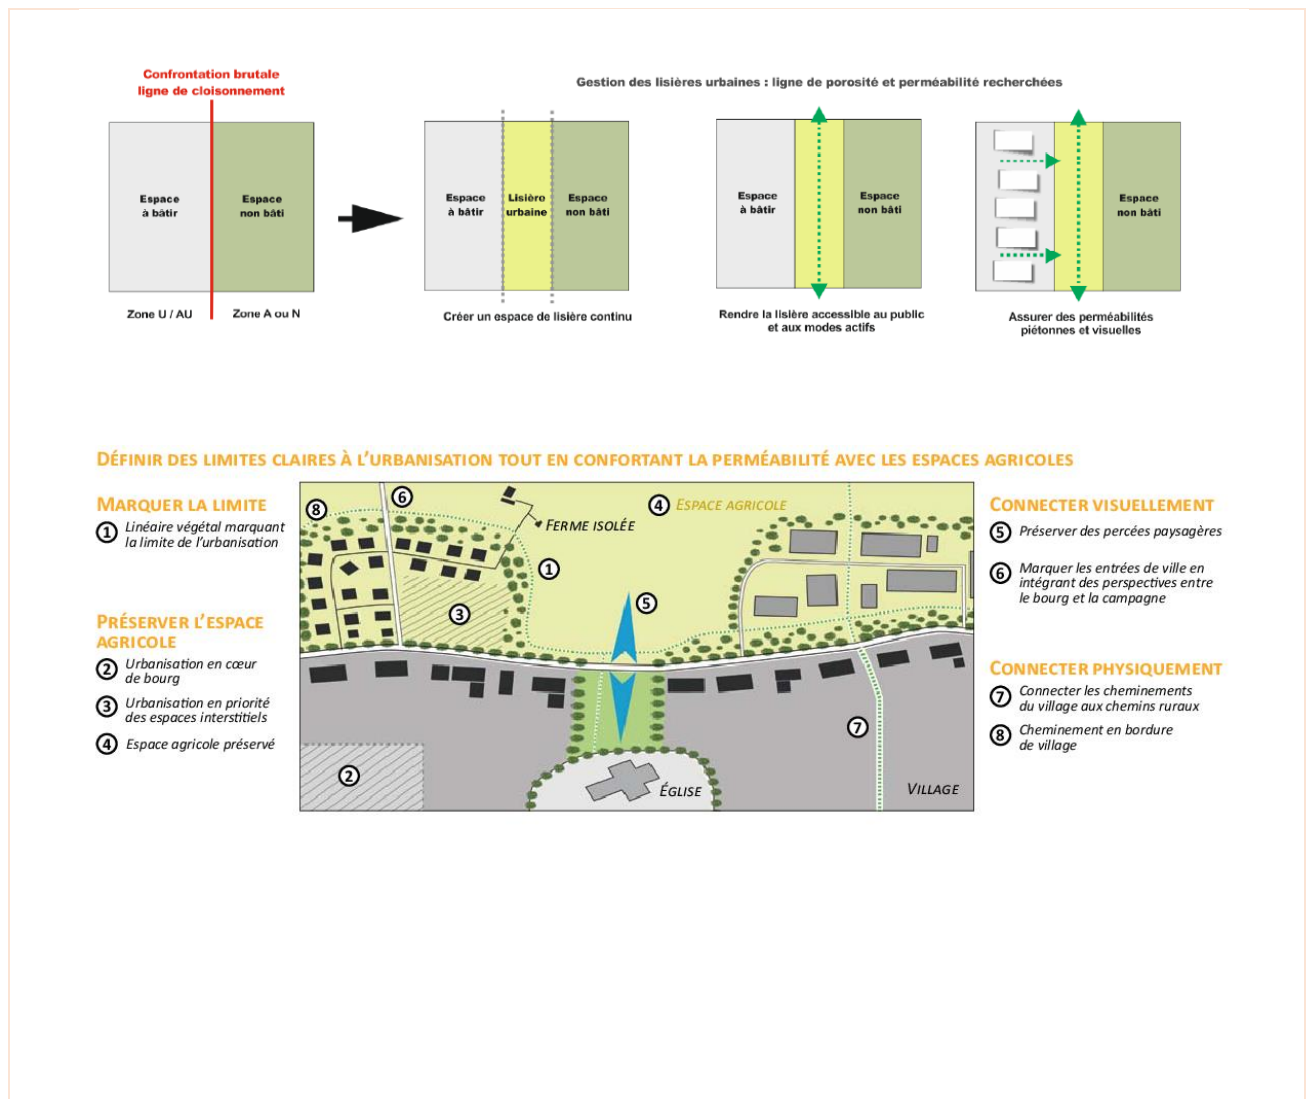 Confrontation brutale
ligne de cloisonnement
Gestion des lisières urbaines : ligne de porosité et perméabilité recherchées
Espace
à bâtir
Espace
non bâti
Zone U / AU
Zone A ou N
Espace
à bâtir
Lisière
urbaine
Espace
non bâti
Créer un espace de lisière continu
Espace
à bâtir
Espace
non bâti
Rendre la lisière accessible au public
et aux modes actifs
Espace
non bâti
Assurer des perméabilités
piétonnes et visuelles
Définir des limites claires à l'urbanisation tout en confortant la perméabilité avec les espaces agricoles
Marquer la limite
1 Linéaire végétal marquant
la limite de l'urbanisation
Préserver l'espace
agricole
2 Urbanisation en cœur
de bourg
3 Urbanisation en priorité
des espaces interstitiels
4 Espace agricole préservé
8
6
Ferme isolée
4 Espace agricole
1
3
5
7
2
Église
Village
Connecter visuellement
5 Préserver des percées paysagères
6 Marquer les entrées de ville en
intégrant des perspectives entre
le bourg et la campagne
Connecter physiquement
7 Connecter les cheminements
du village aux chemins ruraux
8 Cheminement en bordure
de village